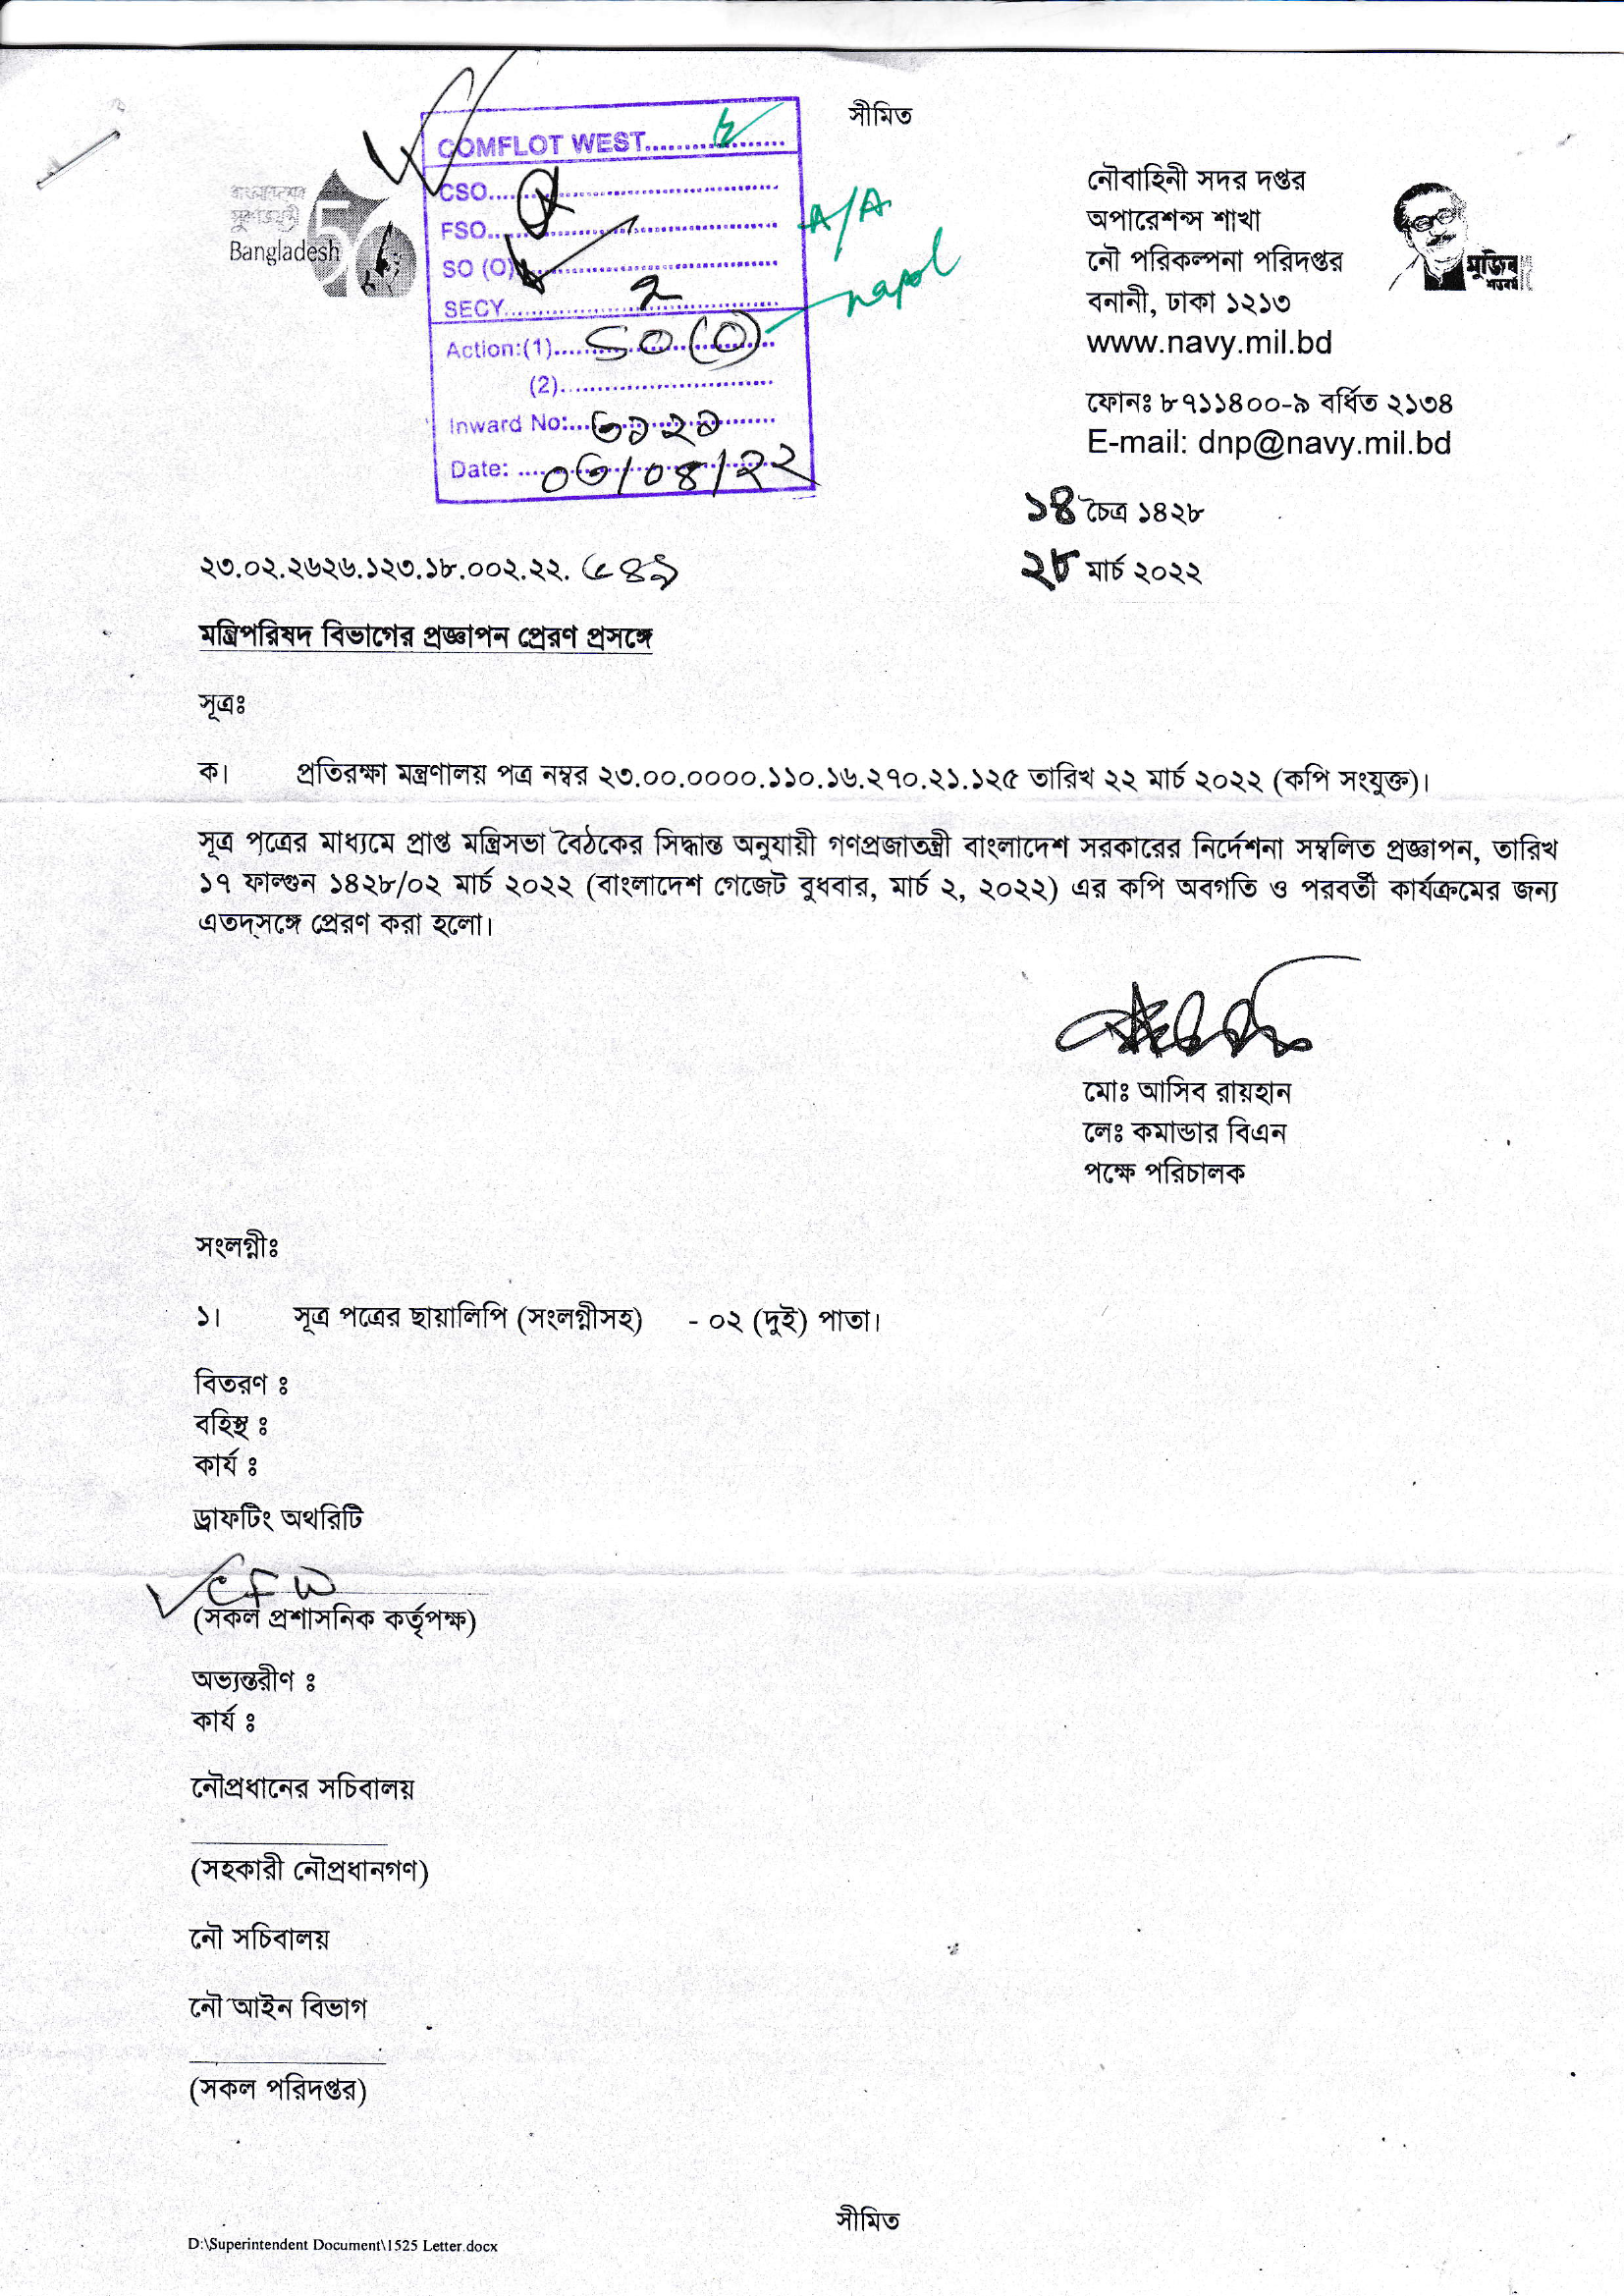 সীমিত
COMFLOT WEST
CSO
FSO
SO (O)
SECY
Action:(1) SO (O)
(2)
Inward No:
Date: ০৬/০৪/২২
A/A
বাংলাদেশের
সুবর্ণজয়ন্তী
50
Bangladesh
নৌবাহিনী সদর দপ্তর
অপারেশন্স শাখা
নৌ পরিকল্পনা পরিদপ্তর
বনানী, ঢাকা ১২১৩
www.navy.mil.bd
মুজিব
শতবর্ষ
ফোনঃ ৮৭১১৪০০-৯ বর্ধিত ২১৩৪
E-mail: dnp@navy.mil.bd
১৪ চৈত্র ১৪২৮
২৩.০২.২৬২৬.১২৩.১৮.০০২.২২. ৫৪৯
২৮ মার্চ ২০২২
মন্ত্রিপরিষদ বিভাগের প্রজ্ঞাপন প্রেরণ প্রসঙ্গে
সূত্রঃ
ক। প্রতিরক্ষা মন্ত্রণালয় পত্র নম্বর ২৩.০০.০০০০.১১০.১৬.২৭০.২১.১২৫ তারিখ ২২ মার্চ ২০২২ (কপি সংযুক্ত)।
সূত্র পত্রের মাধ্যমে প্রাপ্ত মন্ত্রিসভা বৈঠকের সিদ্ধান্ত অনুযায়ী গণপ্রজাতন্ত্রী বাংলাদেশ সরকারের নির্দেশনা সম্বলিত প্রজ্ঞাপন, তারিখ
১৭ ফাল্গুন ১৪২৮/০২ মার্চ ২০২২ (বাংলাদেশ গেজেট বুধবার, মার্চ ২, ২০২২) এর কপি অবগতি ও পরবর্তী কার্যক্রমের জন্য
এতদ্‌সঙ্গে প্রেরণ করা হলো।
মোঃ আসিব রায়হান
লেঃ কমান্ডার বিএন
পক্ষে পরিচালক
সংলগ্নীঃ
১। সূত্র পত্রের ছায়ালিপি (সংলগ্নীসহ) - ০২ (দুই) পাতা।
বিতরণ ঃ
বহিস্থ ঃ
কার্য ঃ
ড্রাফটিং অথরিটি
CFW
(সকল প্রশাসনিক কর্তৃপক্ষ)
অভ্যন্তরীণ ঃ
কার্য ঃ
নৌপ্রধানের সচিবালয়
(সহকারী নৌপ্রধানগণ)
নৌ সচিবালয়
নৌ আইন বিভাগ
(সকল পরিদপ্তর)
সীমিত
D:\Superintendent Document\1525 Letter.docx